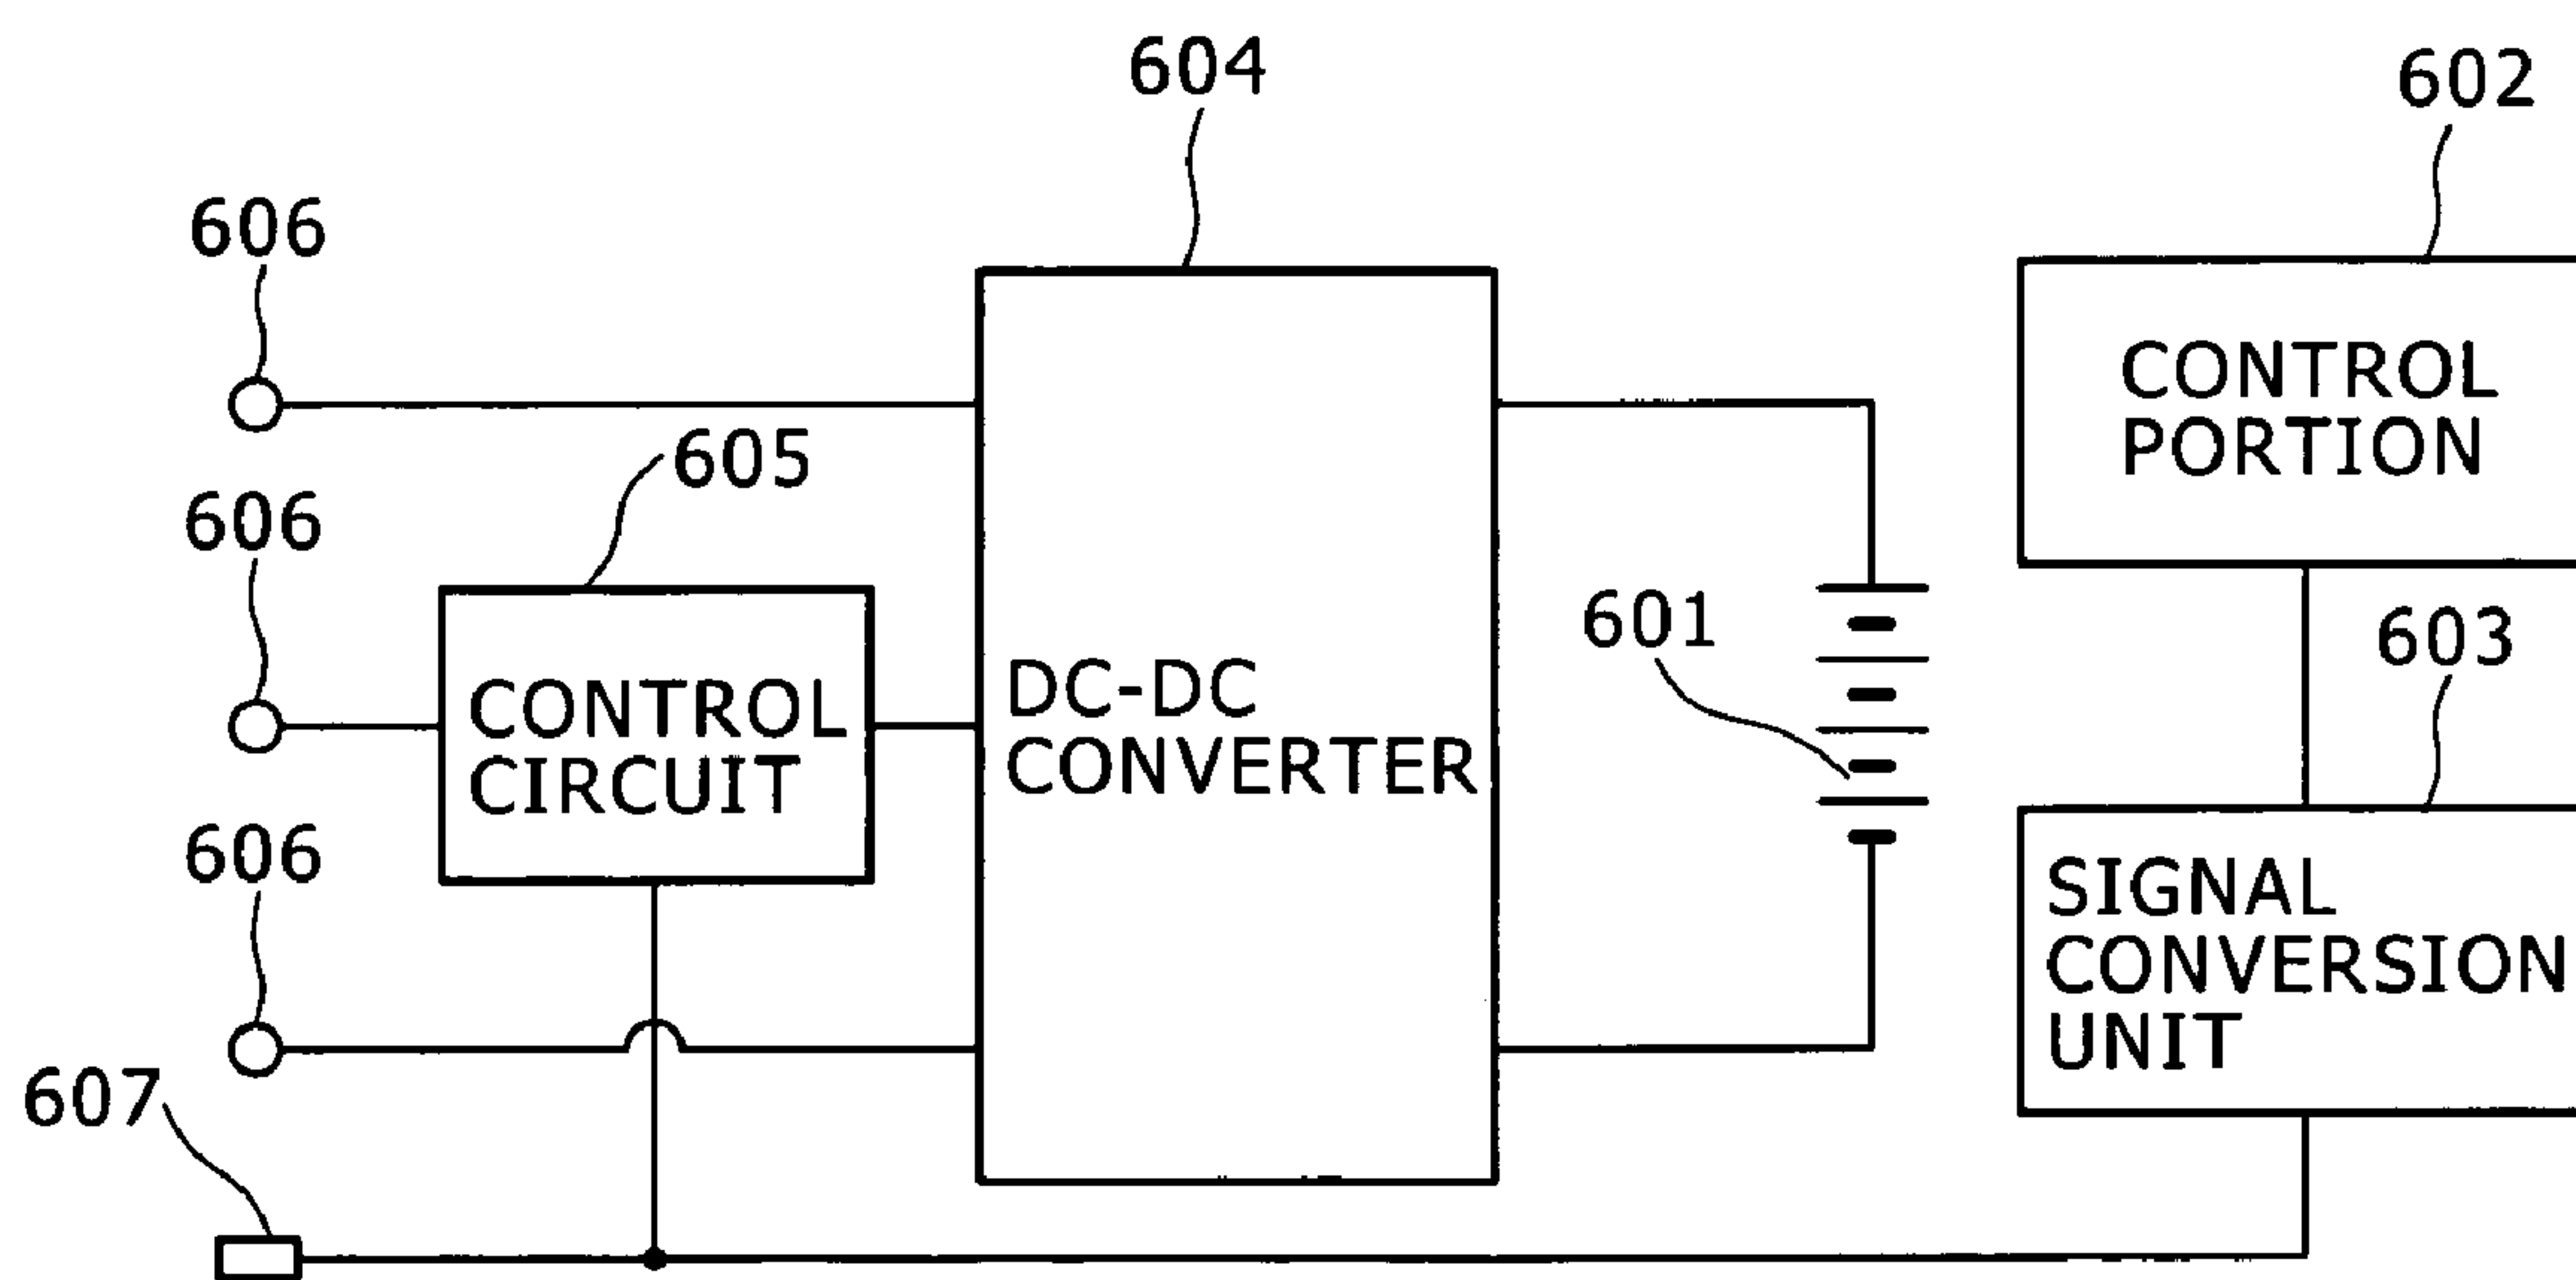 604
602
606
605
CONTROL
PORTION
606
601
603
CONTROL
CIRCUIT
DC-DC
CONVERTER
606
SIGNAL
CONVERSION
UNIT
607